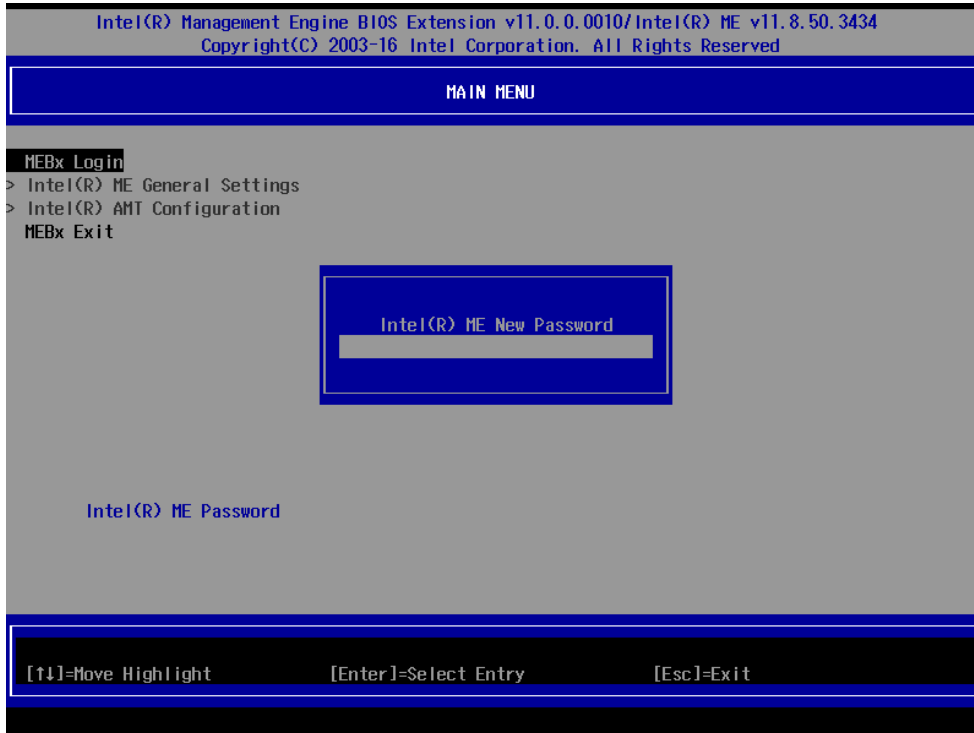 Intel(R) Management Engine BIOS Extension v11.0.0.0010/Intel(R) ME v11.8.50.3434
Copyright(C) 2003-16 Intel Corporation. All Rights Reserved
MAIN MENU
MEBx Login
> Intel(R) ME General Settings
> Intel(R) AMT Configuration
MEBx Exit
Intel(R) ME New Password
Intel(R) ME Password
[↑↓]=Move Highlight [Enter]=Select Entry [Esc]=Exit